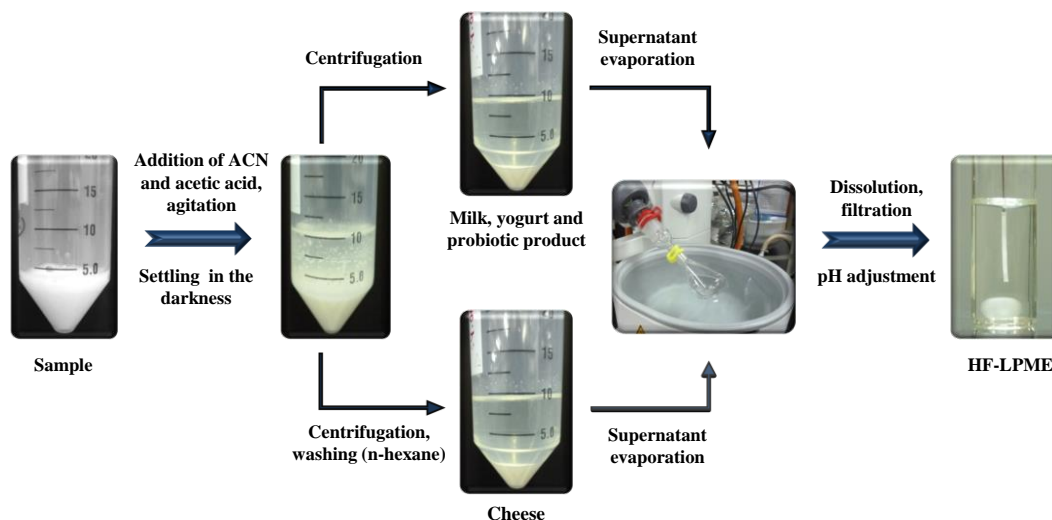 Addition of ACN
and acetic acid,
agitation
Settling in the
darkness
Sample
20
15
10
5.0
20
15
10
5.0
Centrifugation
15
10
5.0
Milk, yogurt and
probiotic product
Supernatant
evaporation
Centrifugation,
washing (n-hexane)
15
10
5.0
Cheese
Supernatant
evaporation
Dissolution,
filtration
pH adjustment
HF-LPME